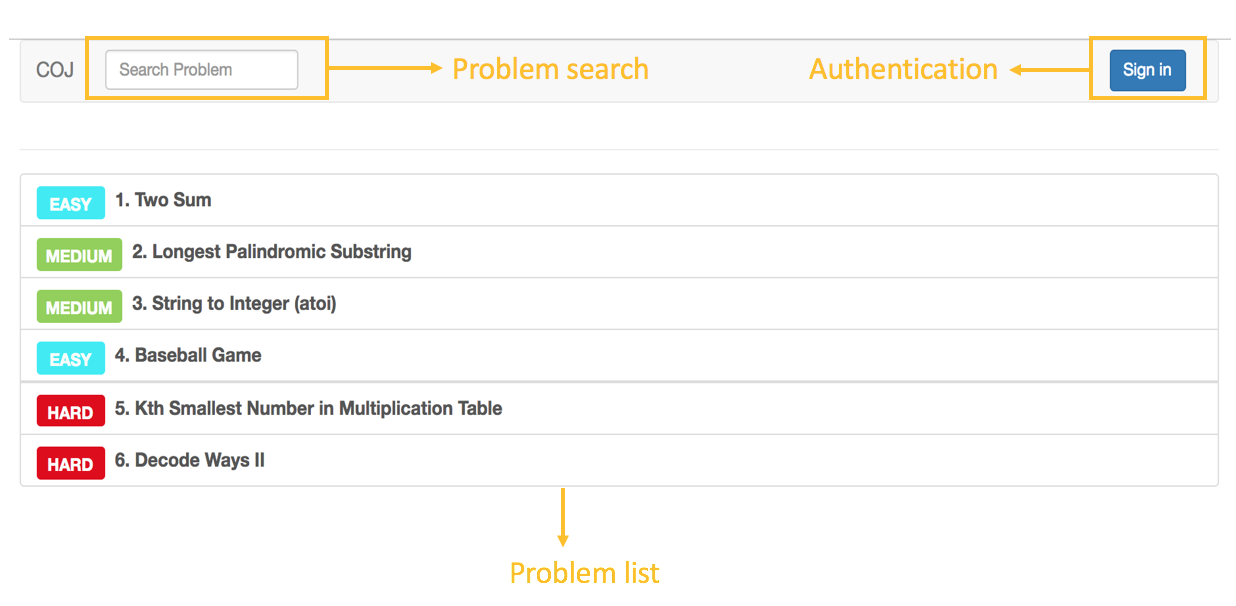 COJ Search Problem Problem search Authentication Sign in
EASY 1. Two Sum
MEDIUM 2. Longest Palindromic Substring
MEDIUM 3. String to Integer (atoi)
EASY 4. Baseball Game
HARD 5. Kth Smallest Number in Multiplication Table
HARD 6. Decode Ways II
Problem list